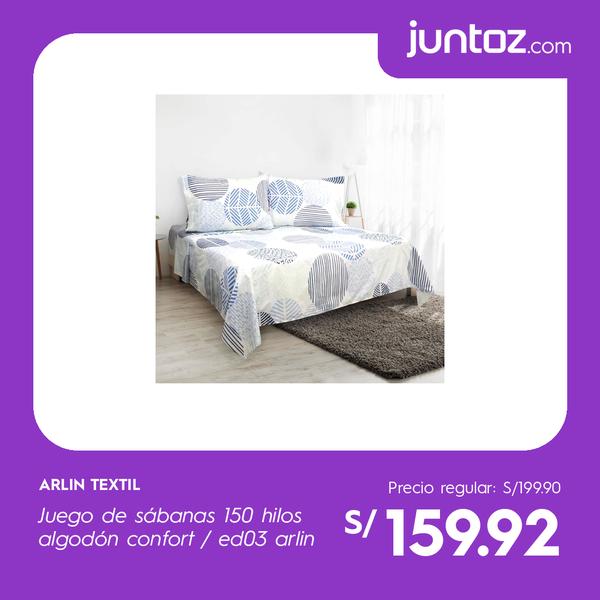 juntoz.com
ARLIN TEXTIL
Juego de sábanas 150 hilos
algodón confort / ed03 arlin
Precio regular: S/199.90
S/159.92